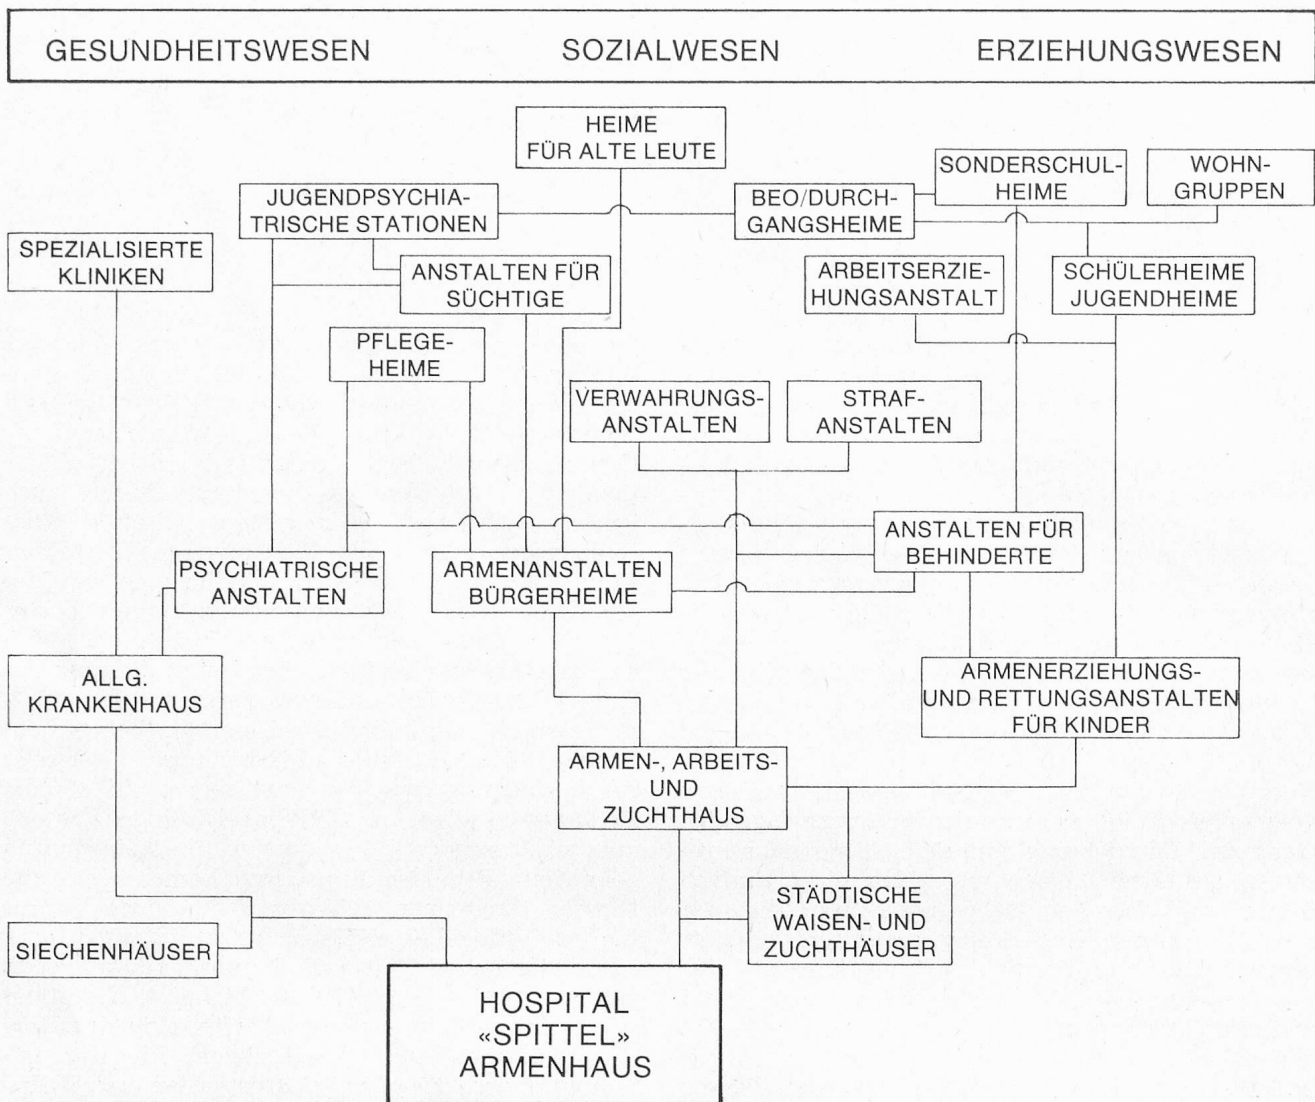 GESUNDHEITSWESEN SOZIALWESEN ERZIEHUNGSWESEN
HEIME
FÜR ALTE LEUTE
SONDERSCHUL-
HEIME
WOHN-
GRUPPEN
JUGENDPSYCHIA-
TRISCHE STATIONEN
BEO/DURCH-
GANGSHEIME
SPEZIALISIERTE
KLINIKEN
ANSTALTEN FÜR
SÜCHTIGE
ARBEITSERZIE-
HUNGSANSTALT
SCHÜLERHEIME
JUGENDHEIME
PFLEGE-
HEIME
VERWAHRUNGS-
ANSTALTEN
STRAF-
ANSTALTEN
ANSTALTEN FÜR
BEHINDERTE
PSYCHIATRISCHE
ANSTALTEN
ARMENANSTALTEN
BÜRGERHEIME
ALLG.
KRANKENHAUS
ARMENERZIEHUNGS-
UND RETTUNGSANSTALTEN
FÜR KINDER
ARMEN-, ARBEITS-
UND
ZUCHTHAUS
STÄDTISCHE
WAISEN- UND
ZUCHTHÄUSER
SIECHENHÄUSER
HOSPITAL
«SPITTEL»
ARMENHAUS